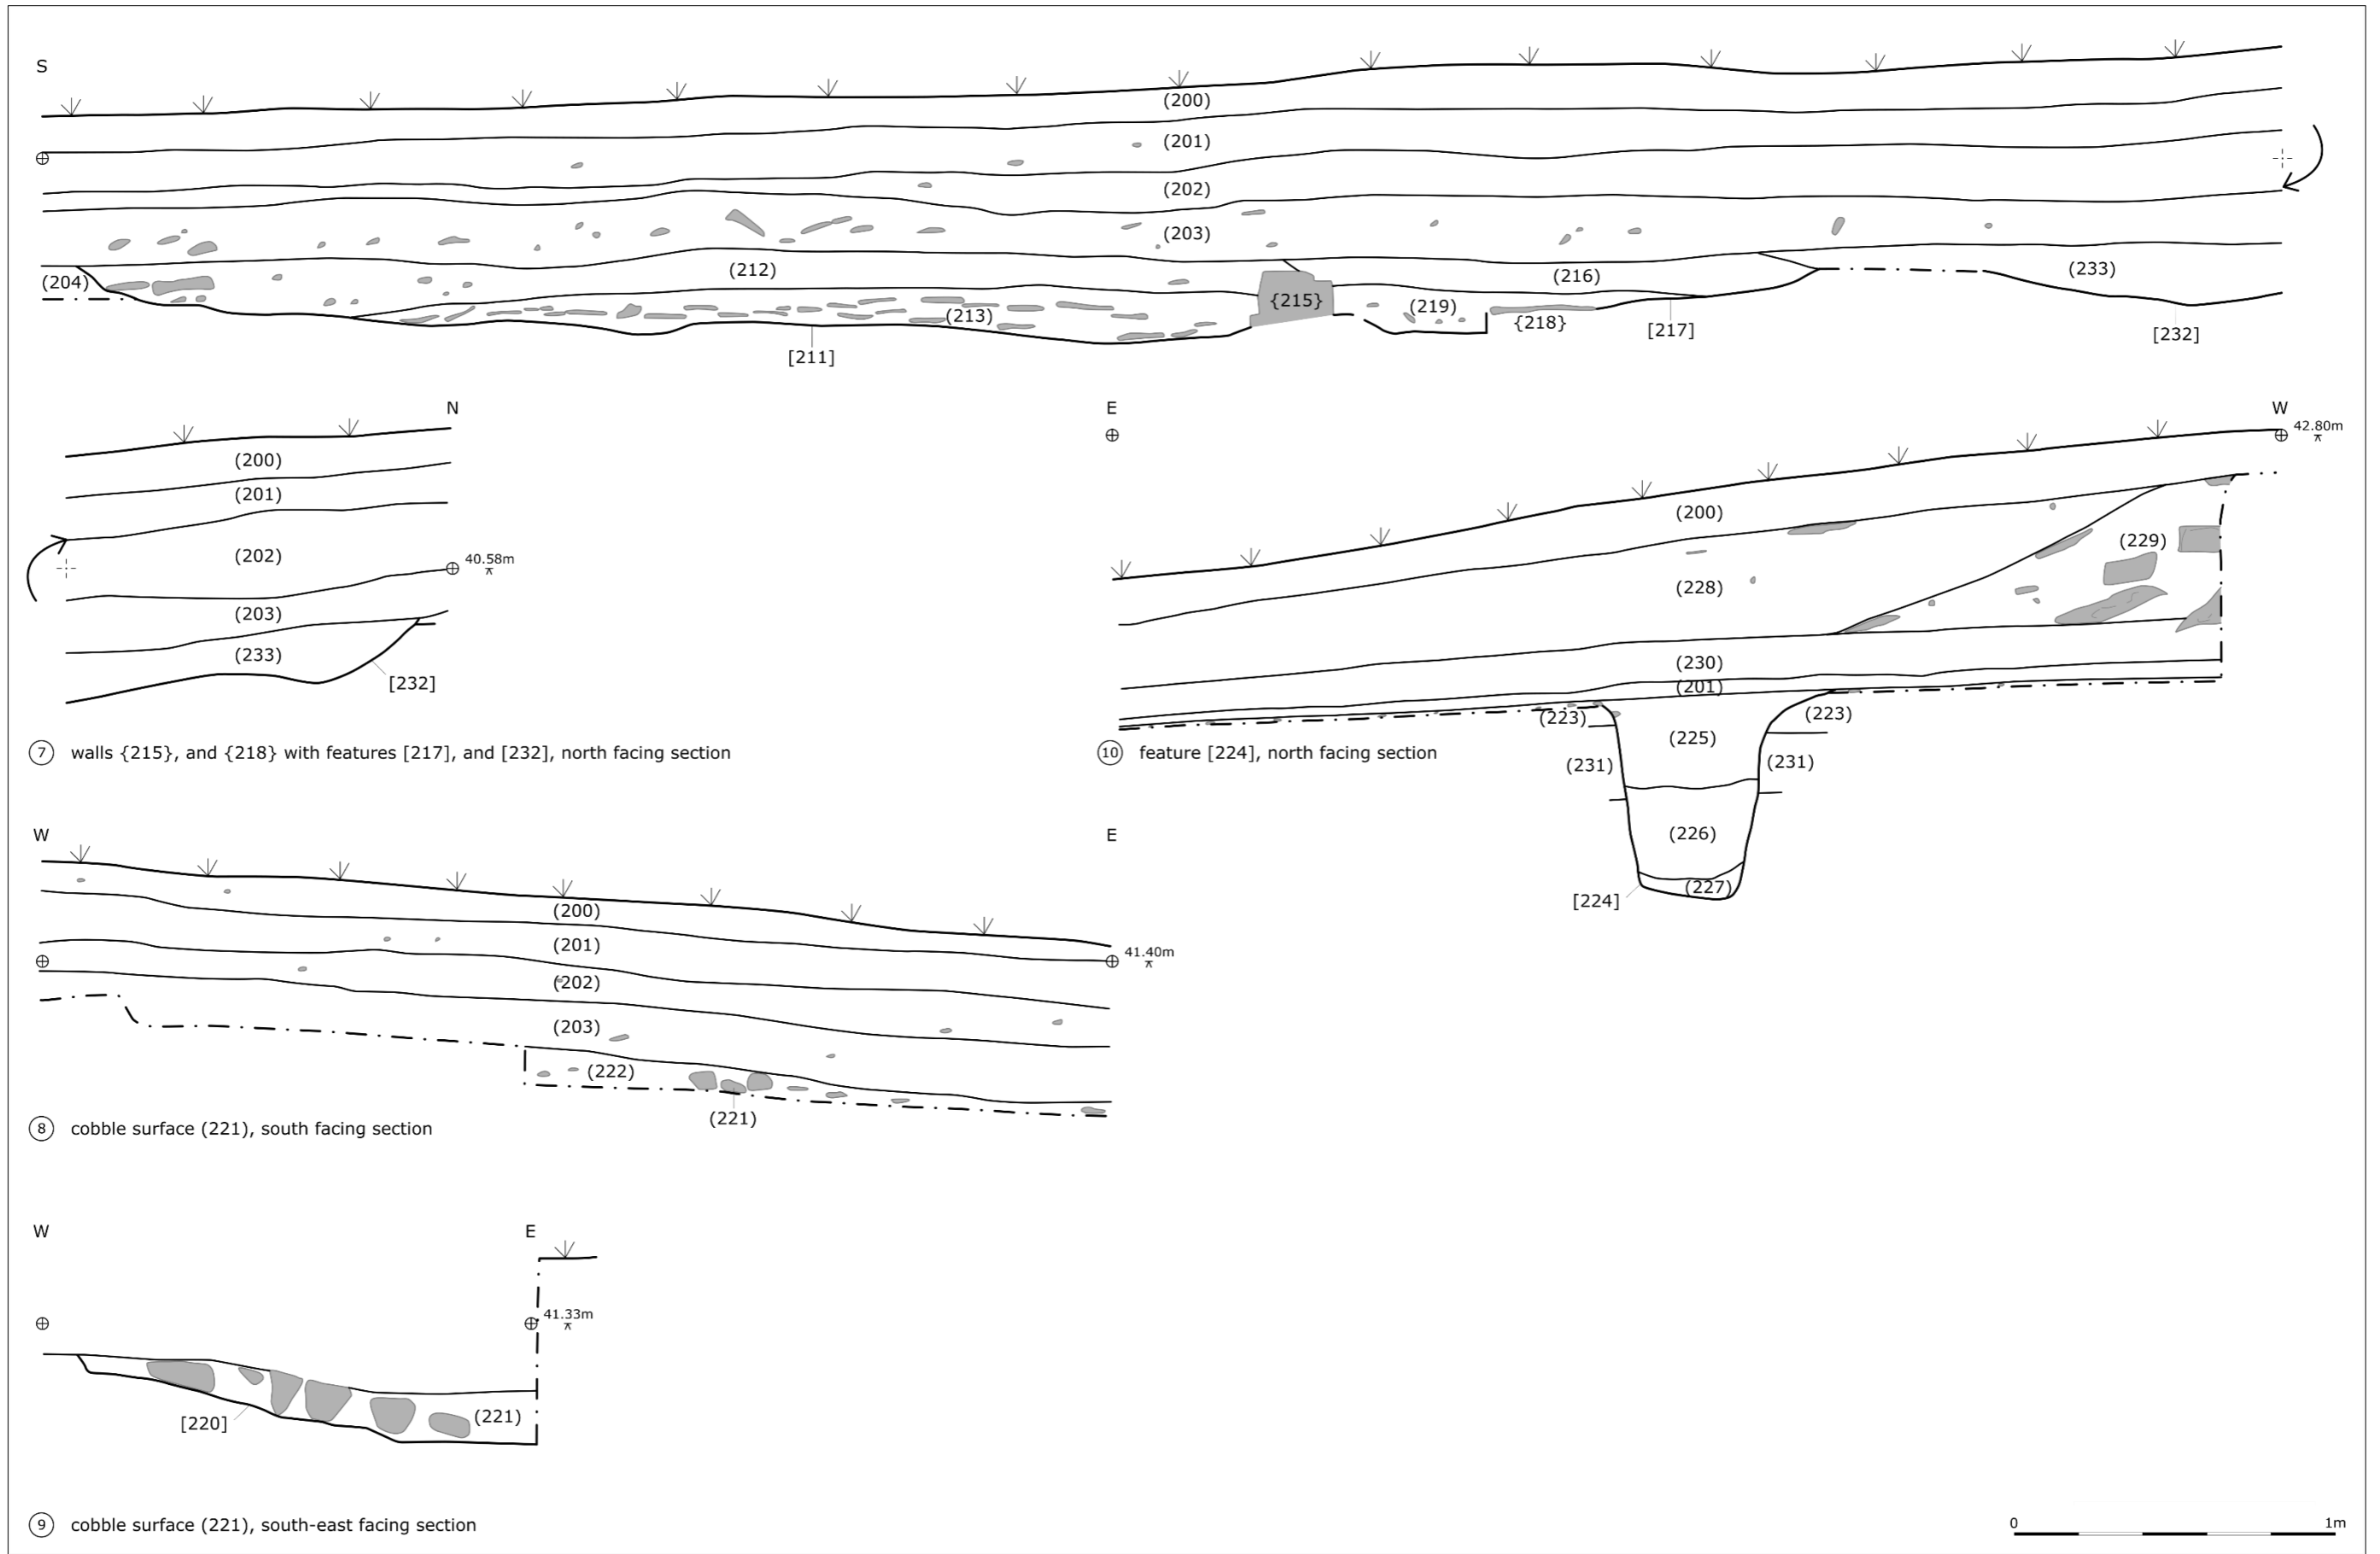 S
(200)
(201)
(202)
(203)
(204)
(212)
(216)
(233)
{215}
(219)
(213)
{218}
[217]
[232]
[211]
N
(200)
(201)
(202)
40.58m
(203)
(233)
[232]
7 walls {215}, and {218} with features [217], and [232], north facing section
E
W
42.80m
(200)
(229)
(228)
(230)
(201)
(223)
(223)
(225)
(231)
(231)
(226)
(227)
[224]
10 feature [224], north facing section
W
E
(200)
(201)
41.40m
(202)
(203)
(222)
(221)
8 cobble surface (221), south facing section
W
E
41.33m
[220]
(221)
9 cobble surface (221), south-east facing section
0 1m